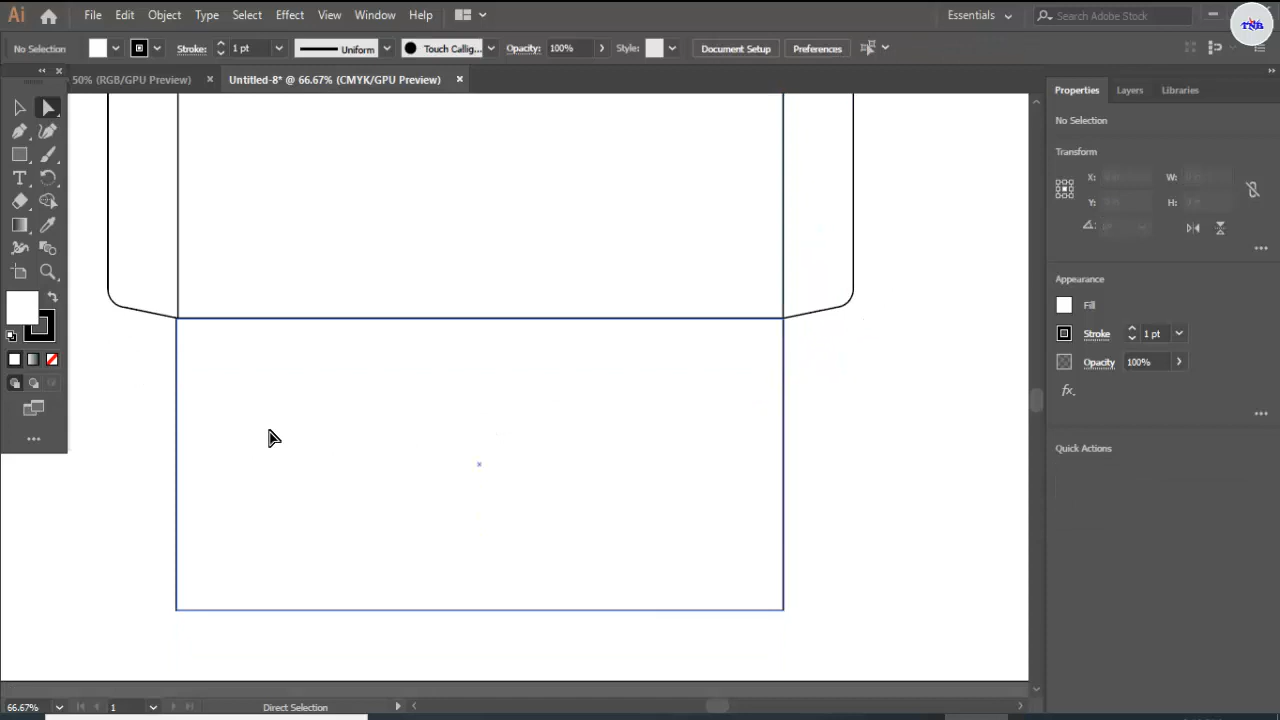 Ai File Edit Object Type Select Effect View Window Help Essentials Search Adobe Stock
TNB
No Selection Stroke: 1 pt Uniform Touch Callig... Opacity: 100% Style: Document Setup Preferences
50% (RGB/GPU Preview) × Untitled-8* @ 66.67% (CMYK/GPU Preview) ×
Properties Layers Libraries
No Selection
Transform
X: W:
Y: H:
Appearance
Fill
Stroke 1 pt
Opacity 100%
fx.
Quick Actions
66.67% 1 Direct Selection